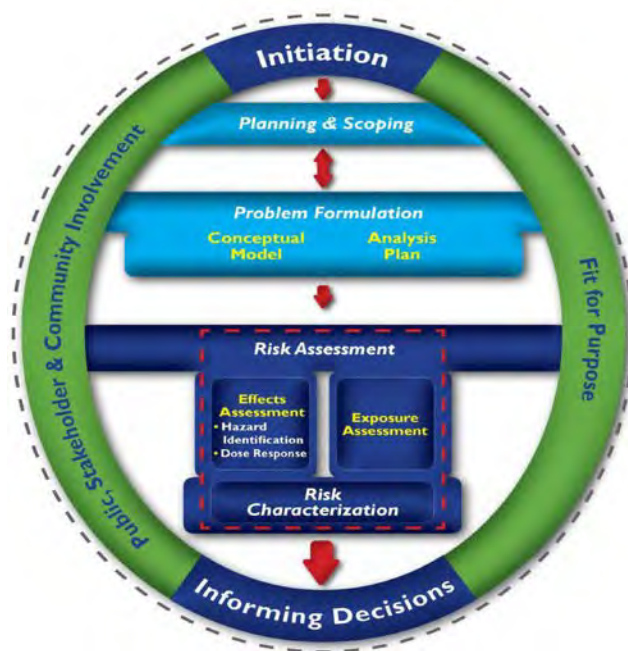 Initiation
Planning & Scoping
Problem Formulation
Conceptual
Model
Analysis
Plan
Public, Stakeholder & Community Involvement
Fit for Purpose
Risk Assessment
Effects
Assessment
• Hazard
Identification
• Dose Response
Exposure
Assessment
Risk
Characterization
Informing Decisions